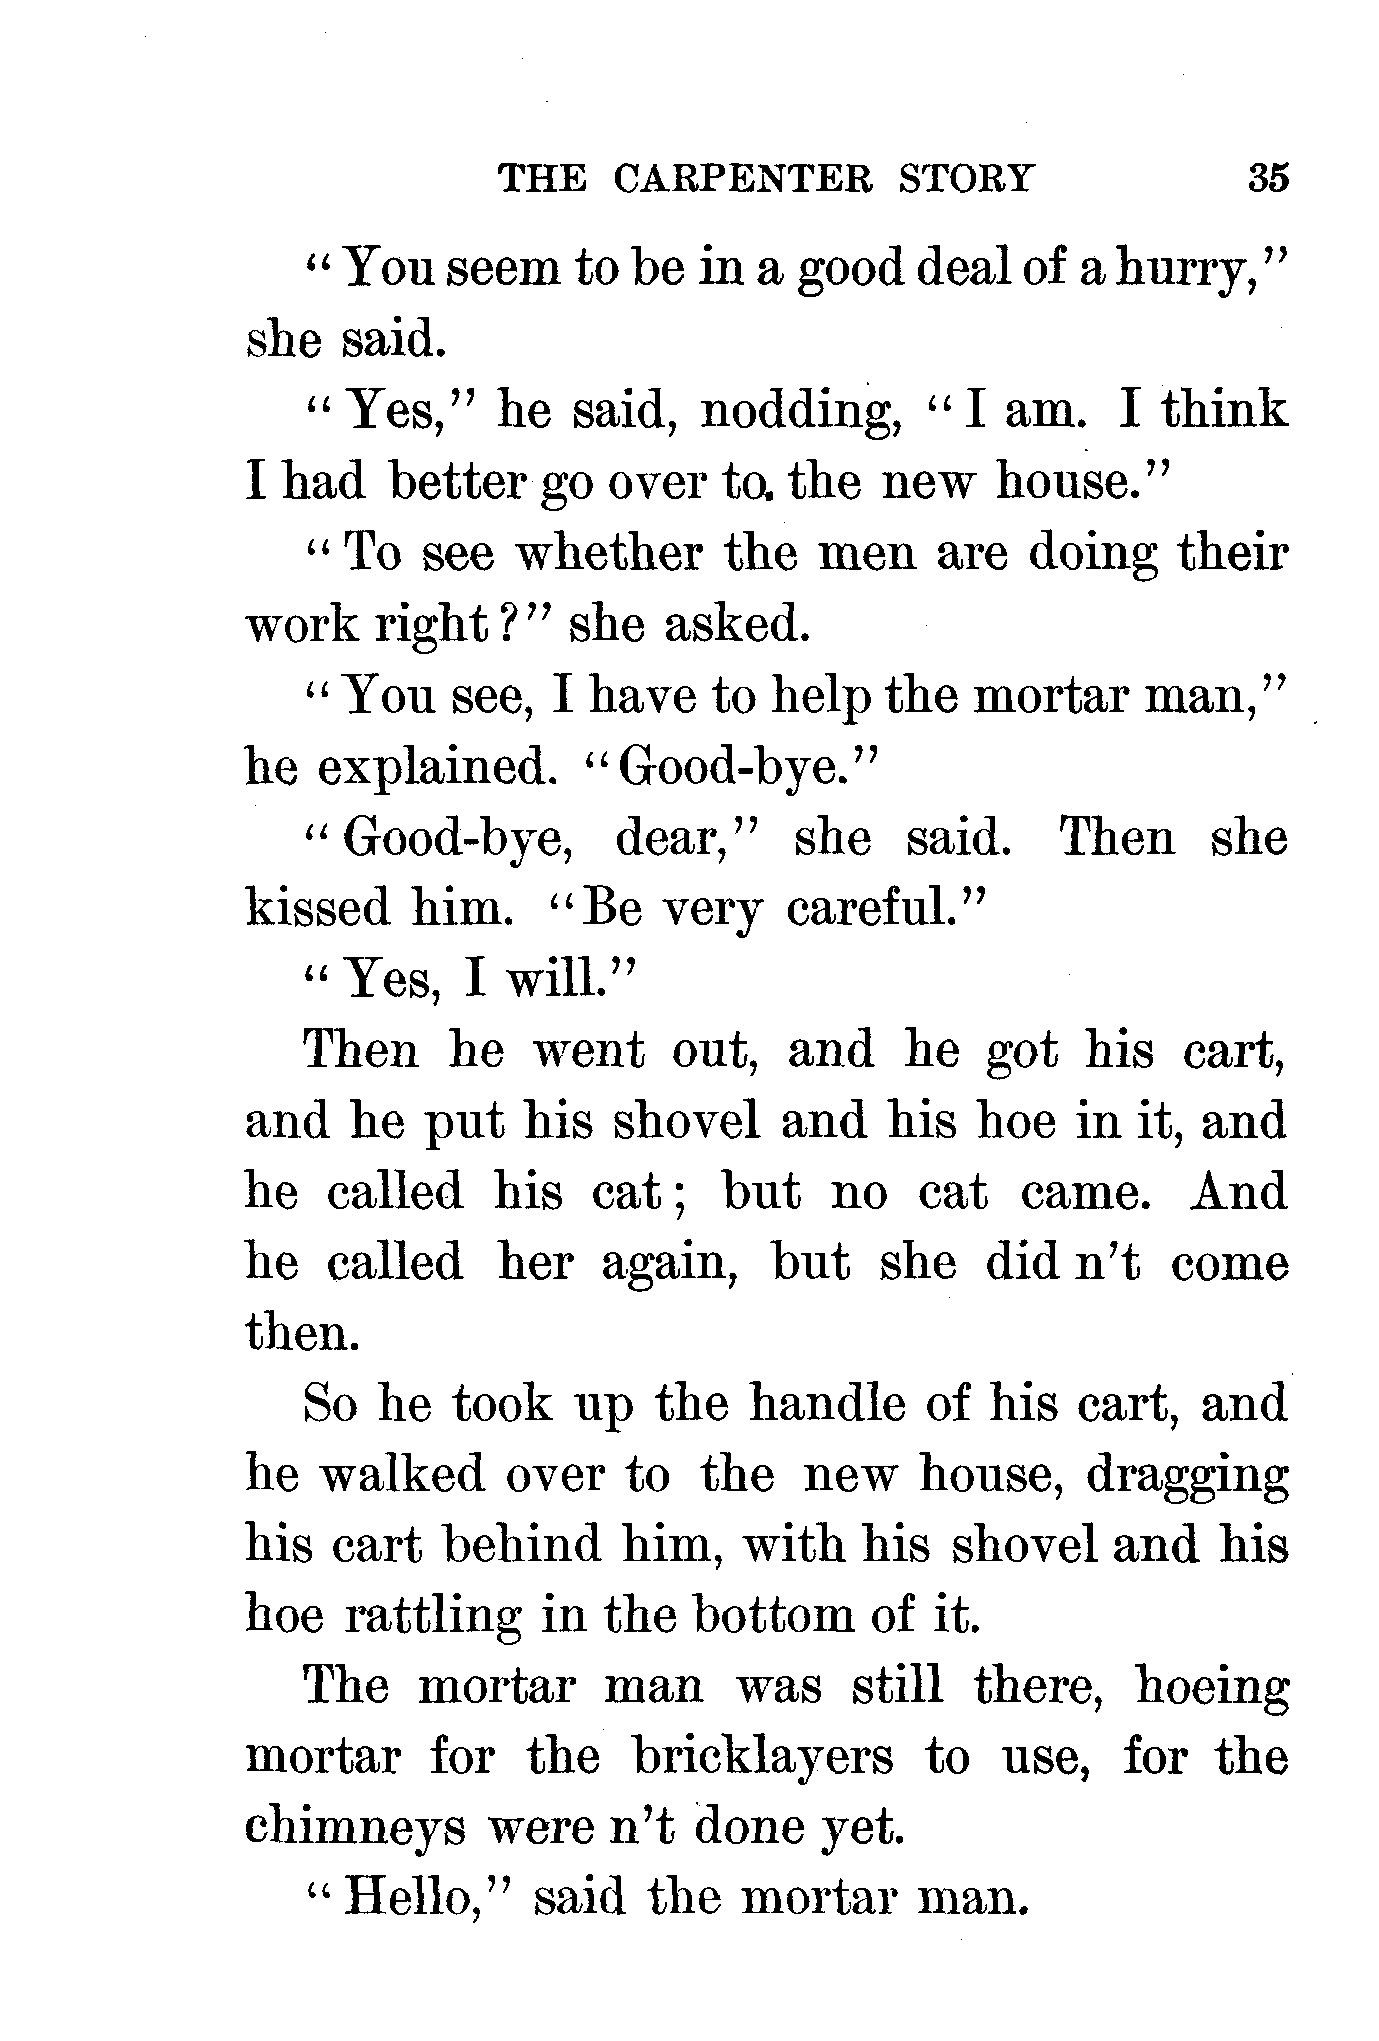 THE CARPENTER STORY 35
“You seem to be in a good deal of a hurry,”
she said.
“Yes,” he said, nodding, “I am. I think
I had better go over to. the new house.”
“To see whether the men are doing their
work right?” she asked.
“You see, I have to help the mortar man,”
he explained. “Good-bye.”
“Good-bye, dear,” she said. Then she
kissed him. “Be very careful.”
“Yes, I will.”
Then he went out, and he got his cart,
and he put his shovel and his hoe in it, and
he called his cat; but no cat came. And
he called her again, but she did n’t come
then.
So he took up the handle of his cart, and
he walked over to the new house, dragging
his cart behind him, with his shovel and his
hoe rattling in the bottom of it.
The mortar man was still there, hoeing
mortar for the bricklayers to use, for the
chimneys were n’t done yet.
“Hello,” said the mortar man.